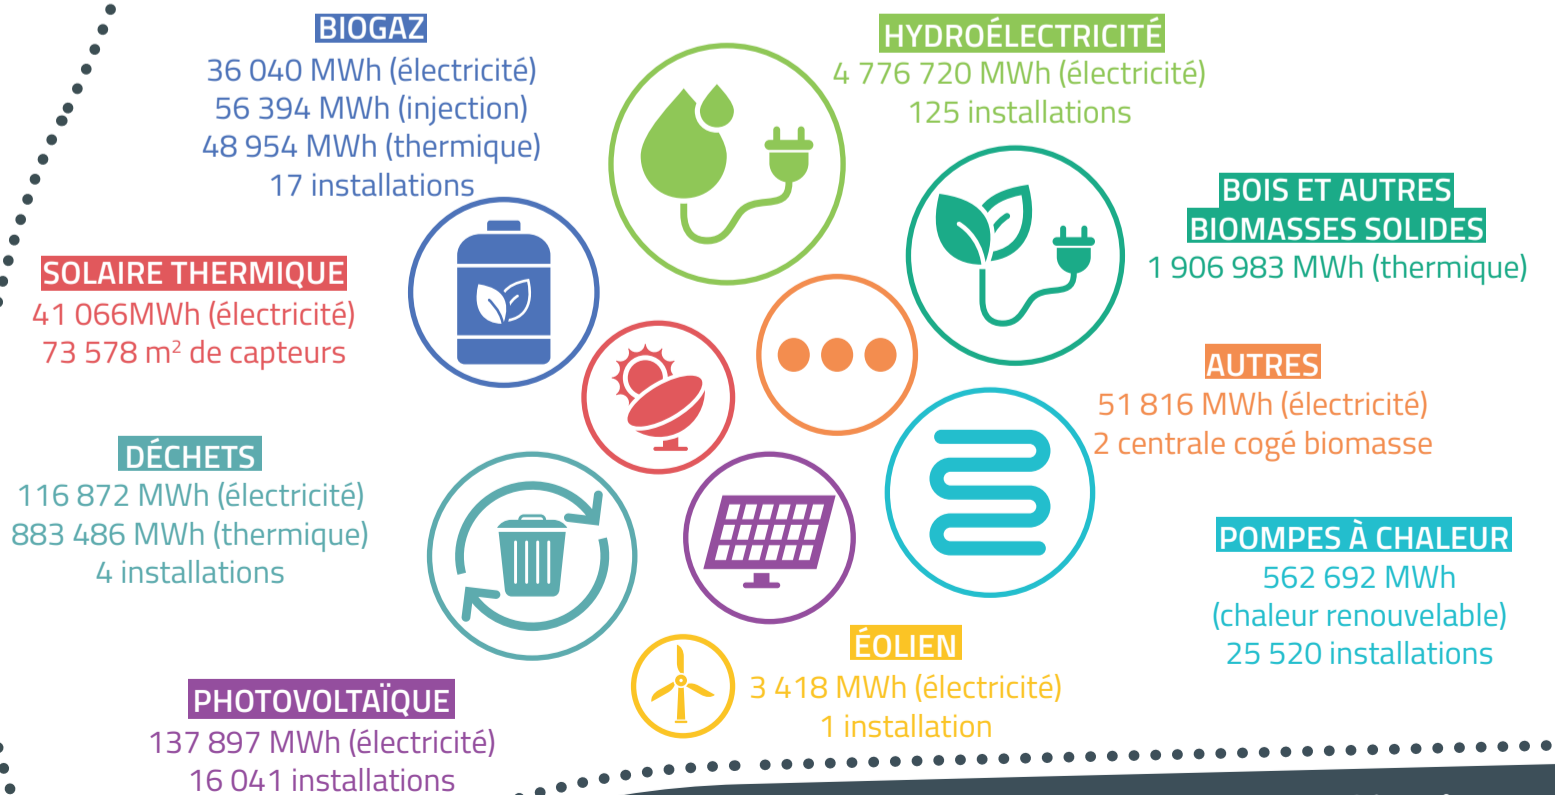 BIOGAZ
36 040 MWh (électricité)
56 394 MWh (injection)
48 954 MWh (thermique)
17 installations
HYDROÉLECTRICITÉ
4 776 720 MWh (électricité)
125 installations
BOIS ET AUTRES
BIOMASSES SOLIDES
1 906 983 MWh (thermique)
SOLAIRE THERMIQUE
41 066MWh (électricité)
73 578 m² de capteurs
AUTRES
51 816 MWh (électricité)
2 centrale cogé biomasse
DÉCHETS
116 872 MWh (électricité)
883 486 MWh (thermique)
4 installations
POMPES À CHALEUR
562 692 MWh
(chaleur renouvelable)
25 520 installations
ÉOLIEN
3 418 MWh (électricité)
1 installation
PHOTOVOLTAÏQUE
137 897 MWh (électricité)
16 041 installations